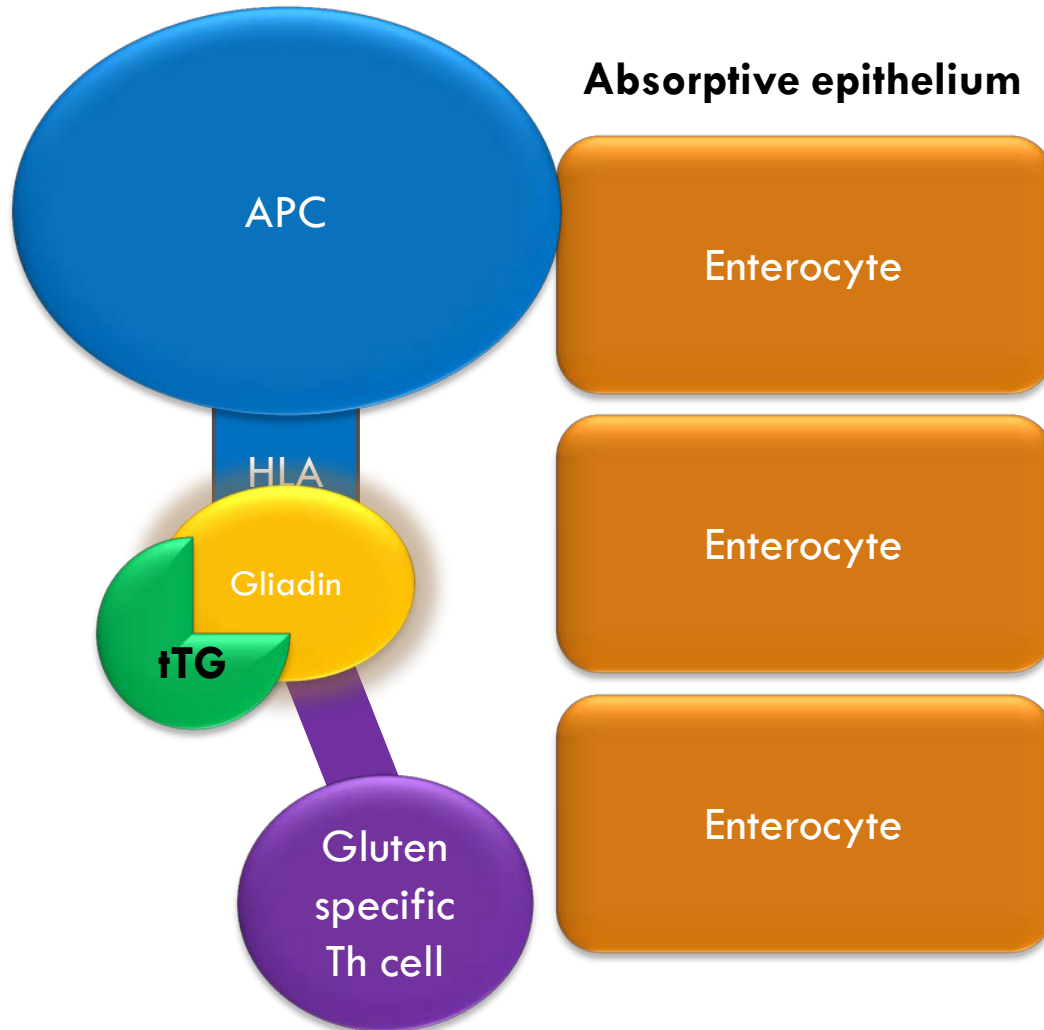 Absorptive epithelium
APC
Enterocyte
HLA
Enterocyte
Gliadin
tTG
Enterocyte
Gluten
specific
Th cell